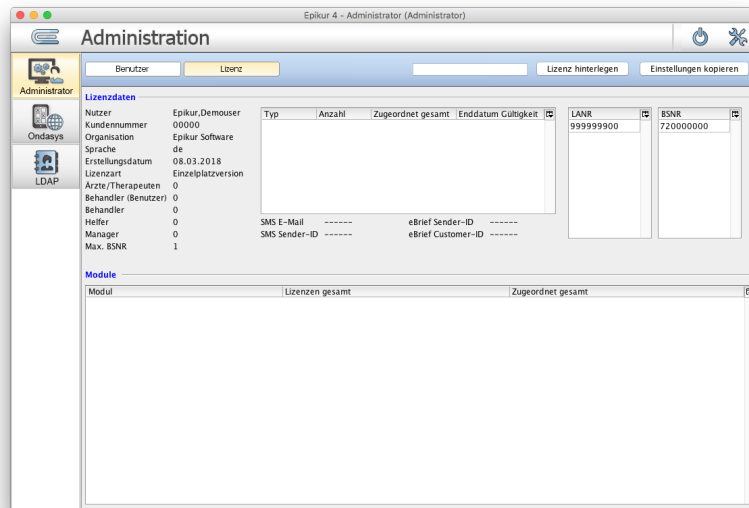 Epikur 4 - Administrator (Administrator)
Administration
Administrator
Ondasys
LDAP
Benutzer
Lizenz
Lizenz hinterlegen
Einstellungen kopieren
Lizenzdaten
Nutzer Epikur,Demouser
Kundennummer 00000
Organisation Epikur Software
Sprache de
Erstellungsdatum 08.03.2018
Lizenzart Einzelplatzversion
Ärzte/Therapeuten 0
Behandler (Benutzer) 0
Behandler 0
Helfer 0
Manager 0
Max. BSNR 1
Typ Anzahl Zugeordnet gesamt Enddatum Gültigkeit
SMS E-Mail ------ eBrief Sender-ID ------
SMS Sender-ID ------ eBrief Customer-ID ------
LANR
999999900
BSNR
720000000
Module
Modul Lizenzen gesamt Zugeordnet gesamt